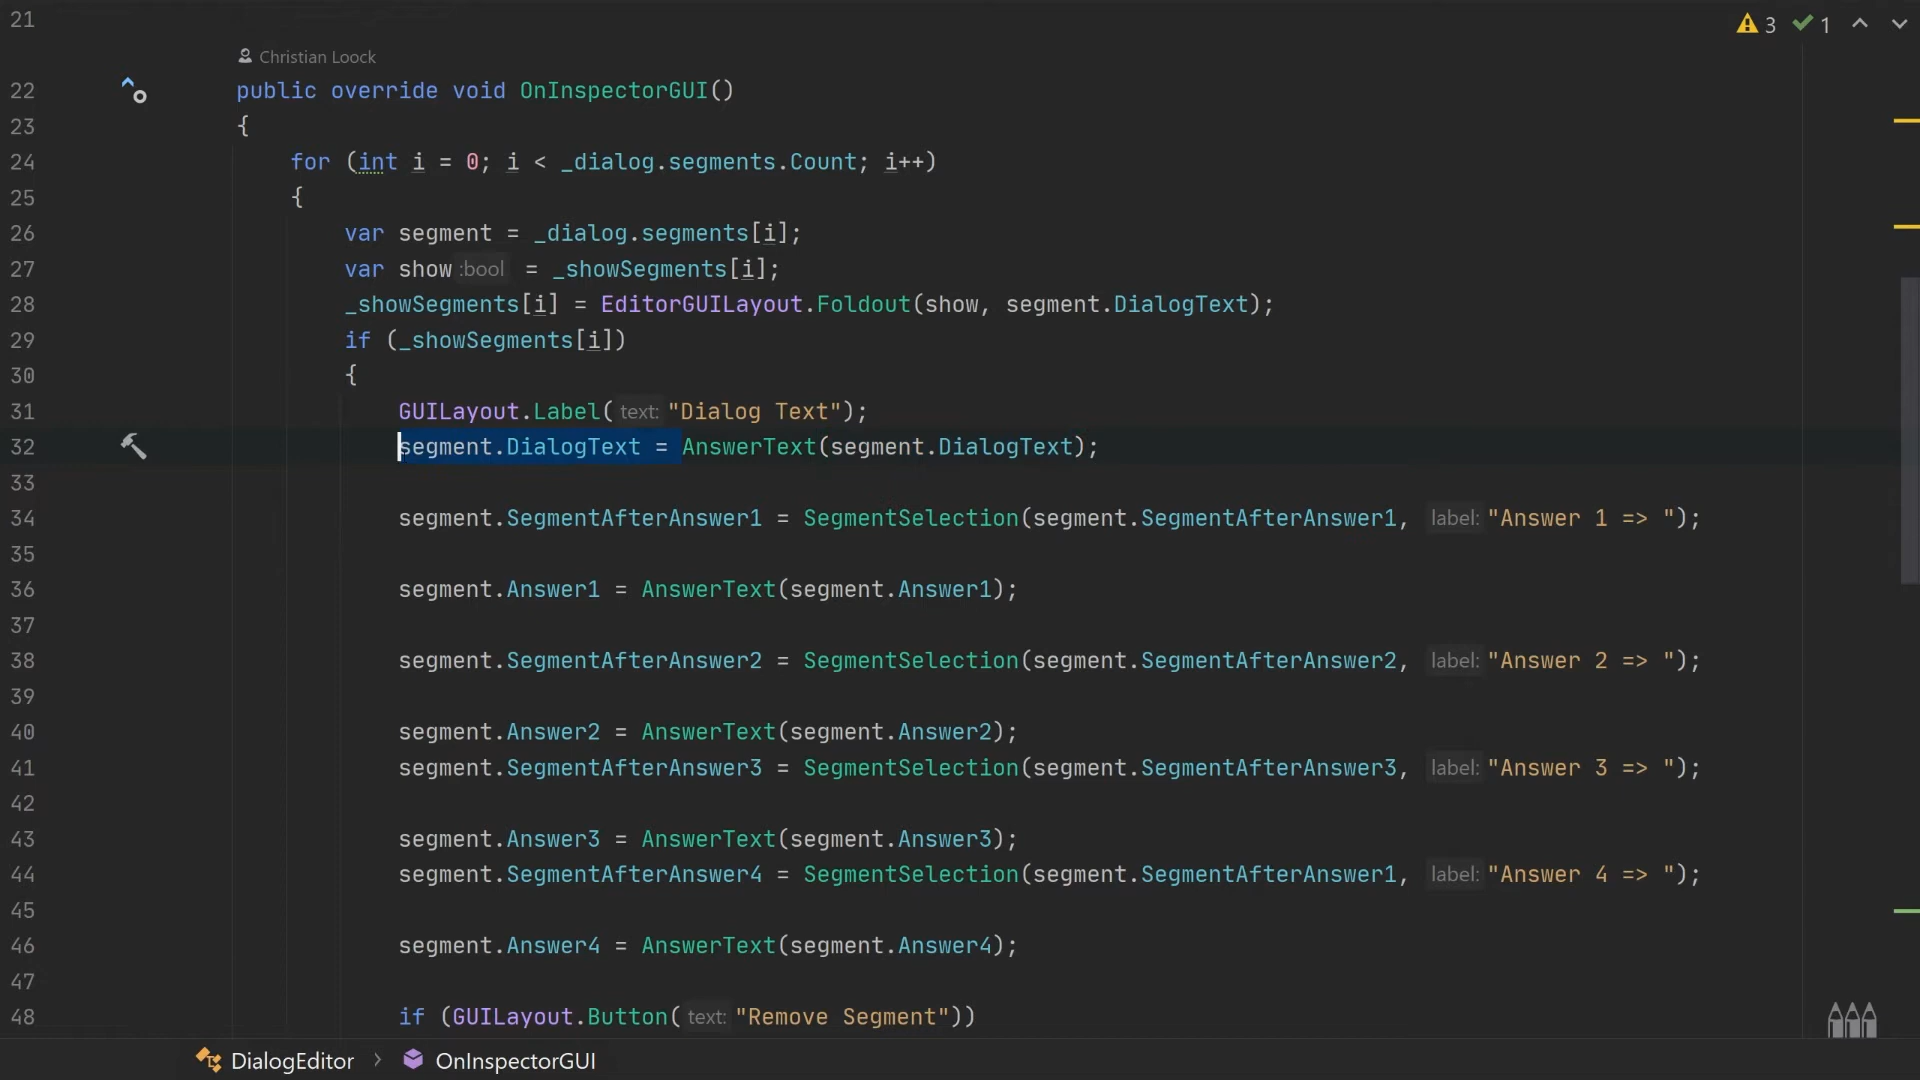 21
3 1
Christian Loock
22 public override void OnInspectorGUI()
23 {
24 for (int i = 0; i < _dialog.segments.Count; i++)
25 {
26 var segment = _dialog.segments[i];
27 var show :bool = _showSegments[i];
28 _showSegments[i] = EditorGUILayout.Foldout(show, segment.DialogText);
29 if (_showSegments[i])
30 {
31 GUILayout.Label( text: "Dialog Text");
32 segment.DialogText = AnswerText(segment.DialogText);
33
34 segment.SegmentAfterAnswer1 = SegmentSelection(segment.SegmentAfterAnswer1, label: "Answer 1 => ");
35
36 segment.Answer1 = AnswerText(segment.Answer1);
37
38 segment.SegmentAfterAnswer2 = SegmentSelection(segment.SegmentAfterAnswer2, label: "Answer 2 => ");
39
40 segment.Answer2 = AnswerText(segment.Answer2);
41 segment.SegmentAfterAnswer3 = SegmentSelection(segment.SegmentAfterAnswer3, label: "Answer 3 => ");
42
43 segment.Answer3 = AnswerText(segment.Answer3);
44 segment.SegmentAfterAnswer4 = SegmentSelection(segment.SegmentAfterAnswer1, label: "Answer 4 => ");
45
46 segment.Answer4 = AnswerText(segment.Answer4);
47
48 if (GUILayout.Button( text: "Remove Segment"))
DialogEditor > OnInspectorGUI